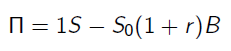 Π = 1S − S₀(1 + r)B